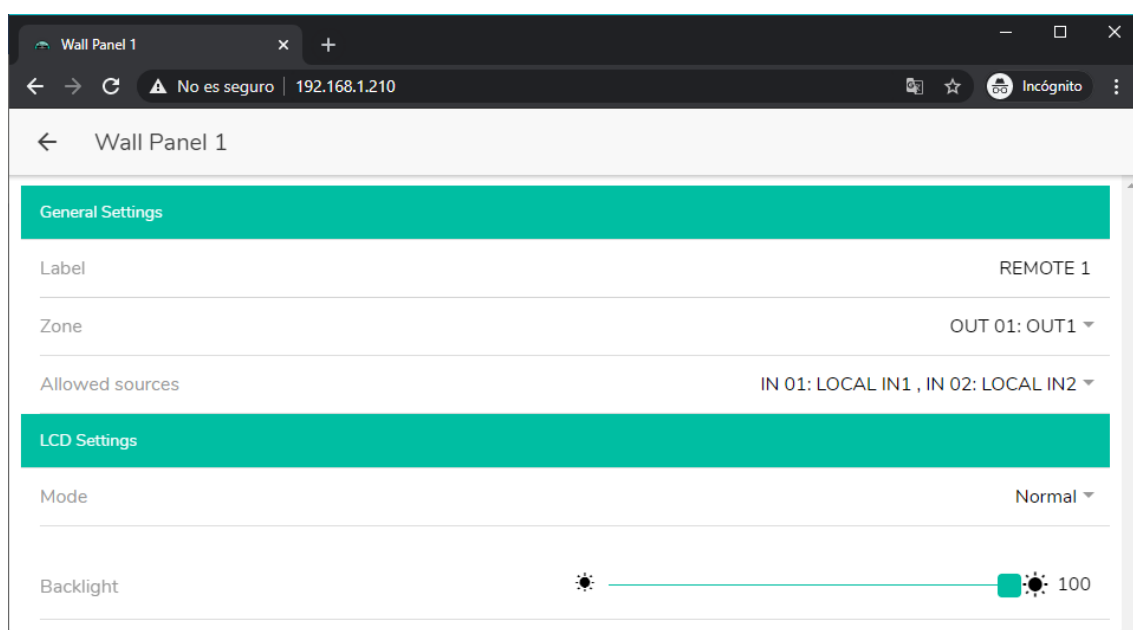 Wall Panel 1
No es seguro | 192.168.1.210
Incógnito
Wall Panel 1
General Settings
Label REMOTE 1
Zone OUT 01: OUT1
Allowed sources IN 01: LOCAL IN1 , IN 02: LOCAL IN2
LCD Settings
Mode Normal
Backlight 100